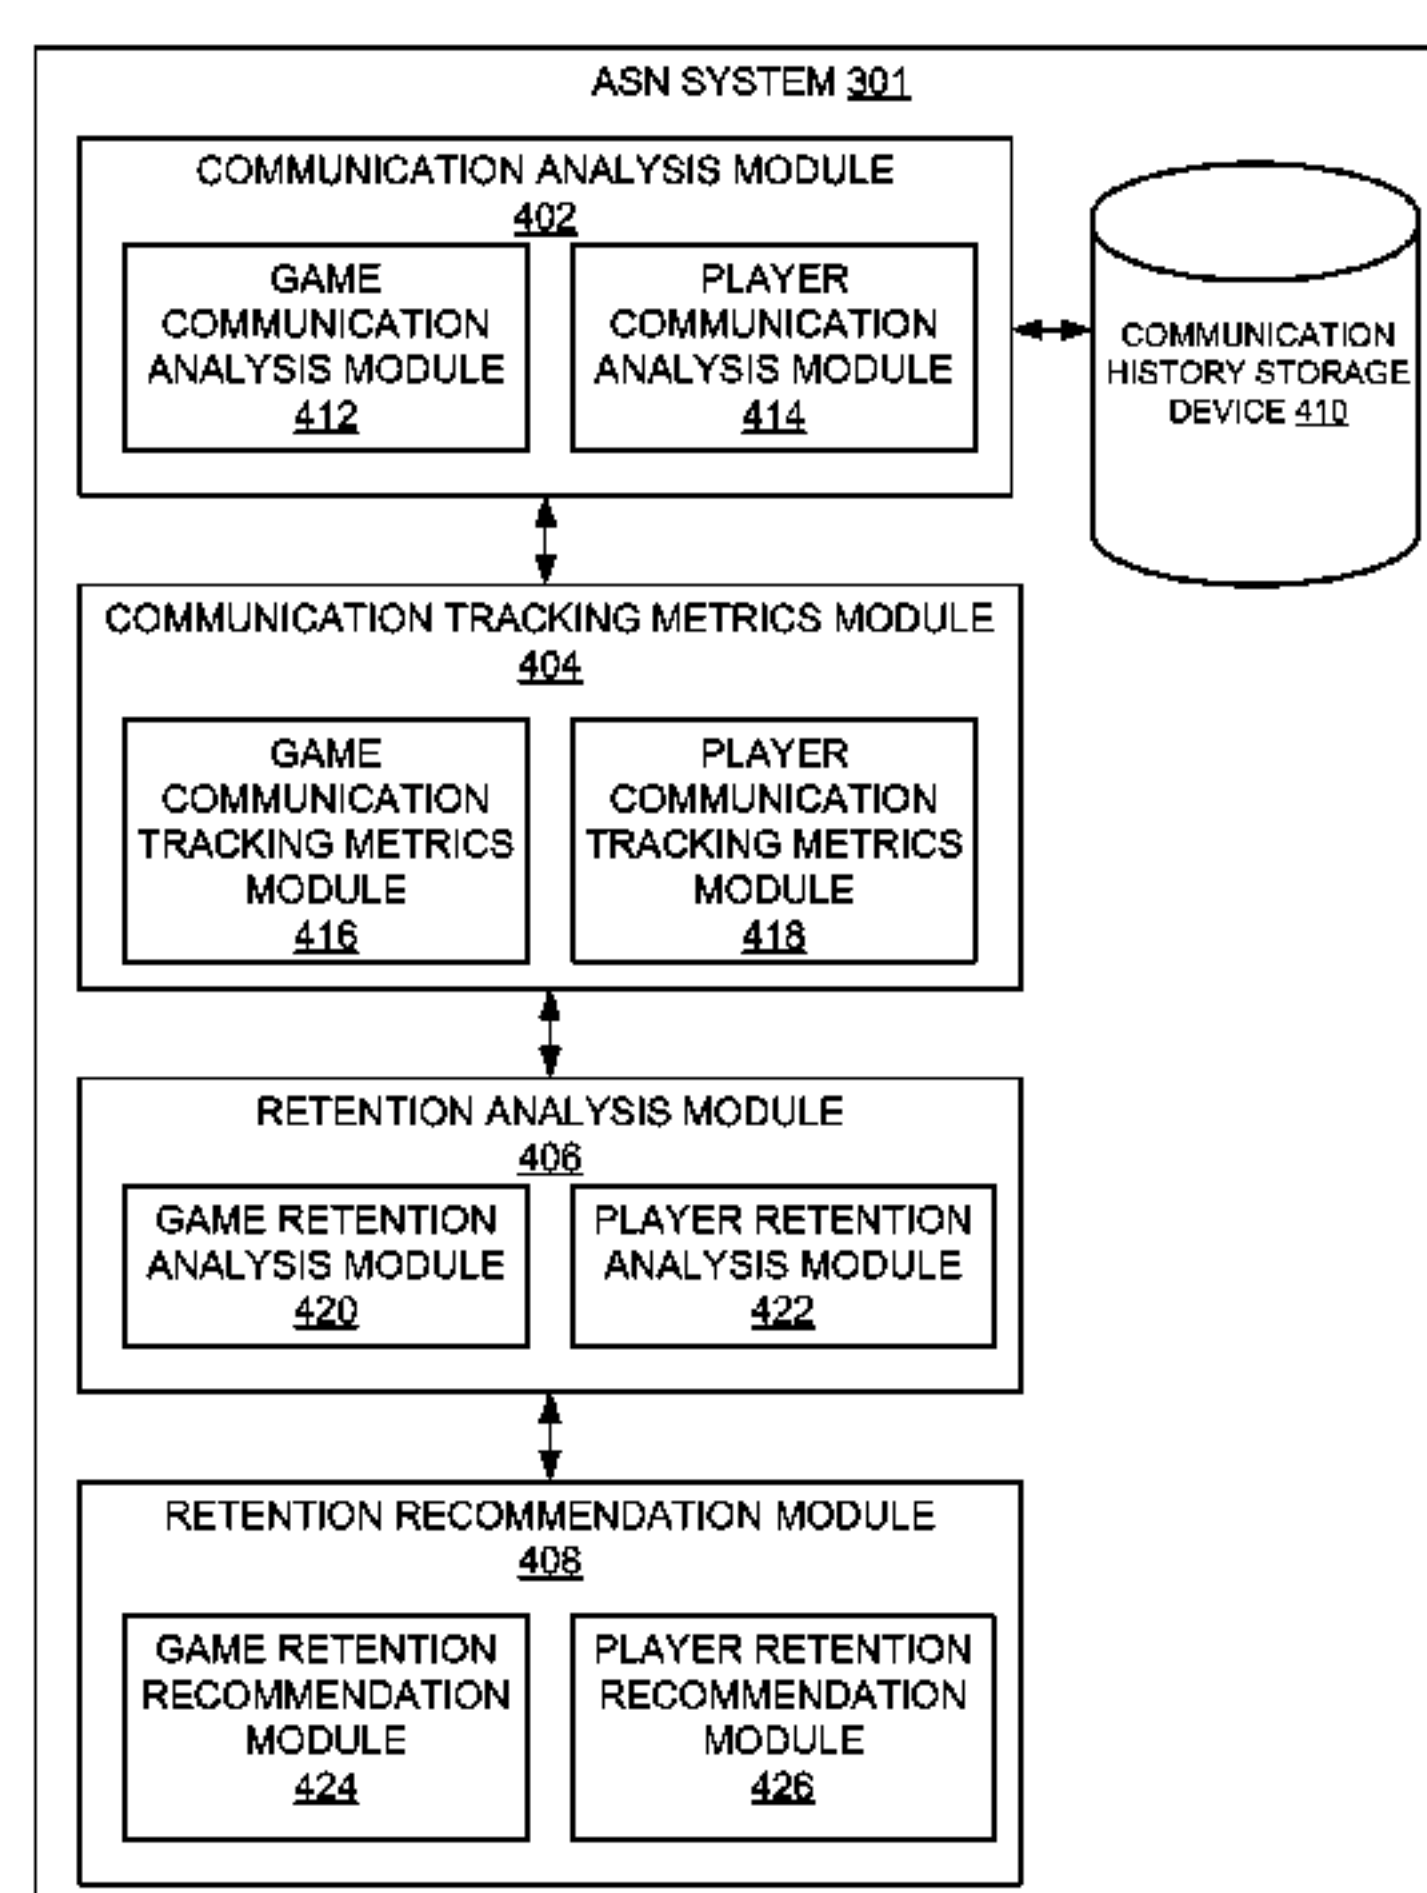 ASN SYSTEM 301
COMMUNICATION ANALYSIS MODULE
402
GAME
COMMUNICATION
ANALYSIS MODULE
412
PLAYER
COMMUNICATION
ANALYSIS MODULE
414
COMMUNICATION
HISTORY STORAGE
DEVICE 410
COMMUNICATION TRACKING METRICS MODULE
404
GAME
COMMUNICATION
TRACKING METRICS
MODULE
416
PLAYER
COMMUNICATION
TRACKING METRICS
MODULE
418
RETENTION ANALYSIS MODULE
406
GAME RETENTION
ANALYSIS MODULE
420
PLAYER RETENTION
ANALYSIS MODULE
422
RETENTION RECOMMENDATION MODULE
408
GAME RETENTION
RECOMMENDATION
MODULE
424
PLAYER RETENTION
RECOMMENDATION
MODULE
426